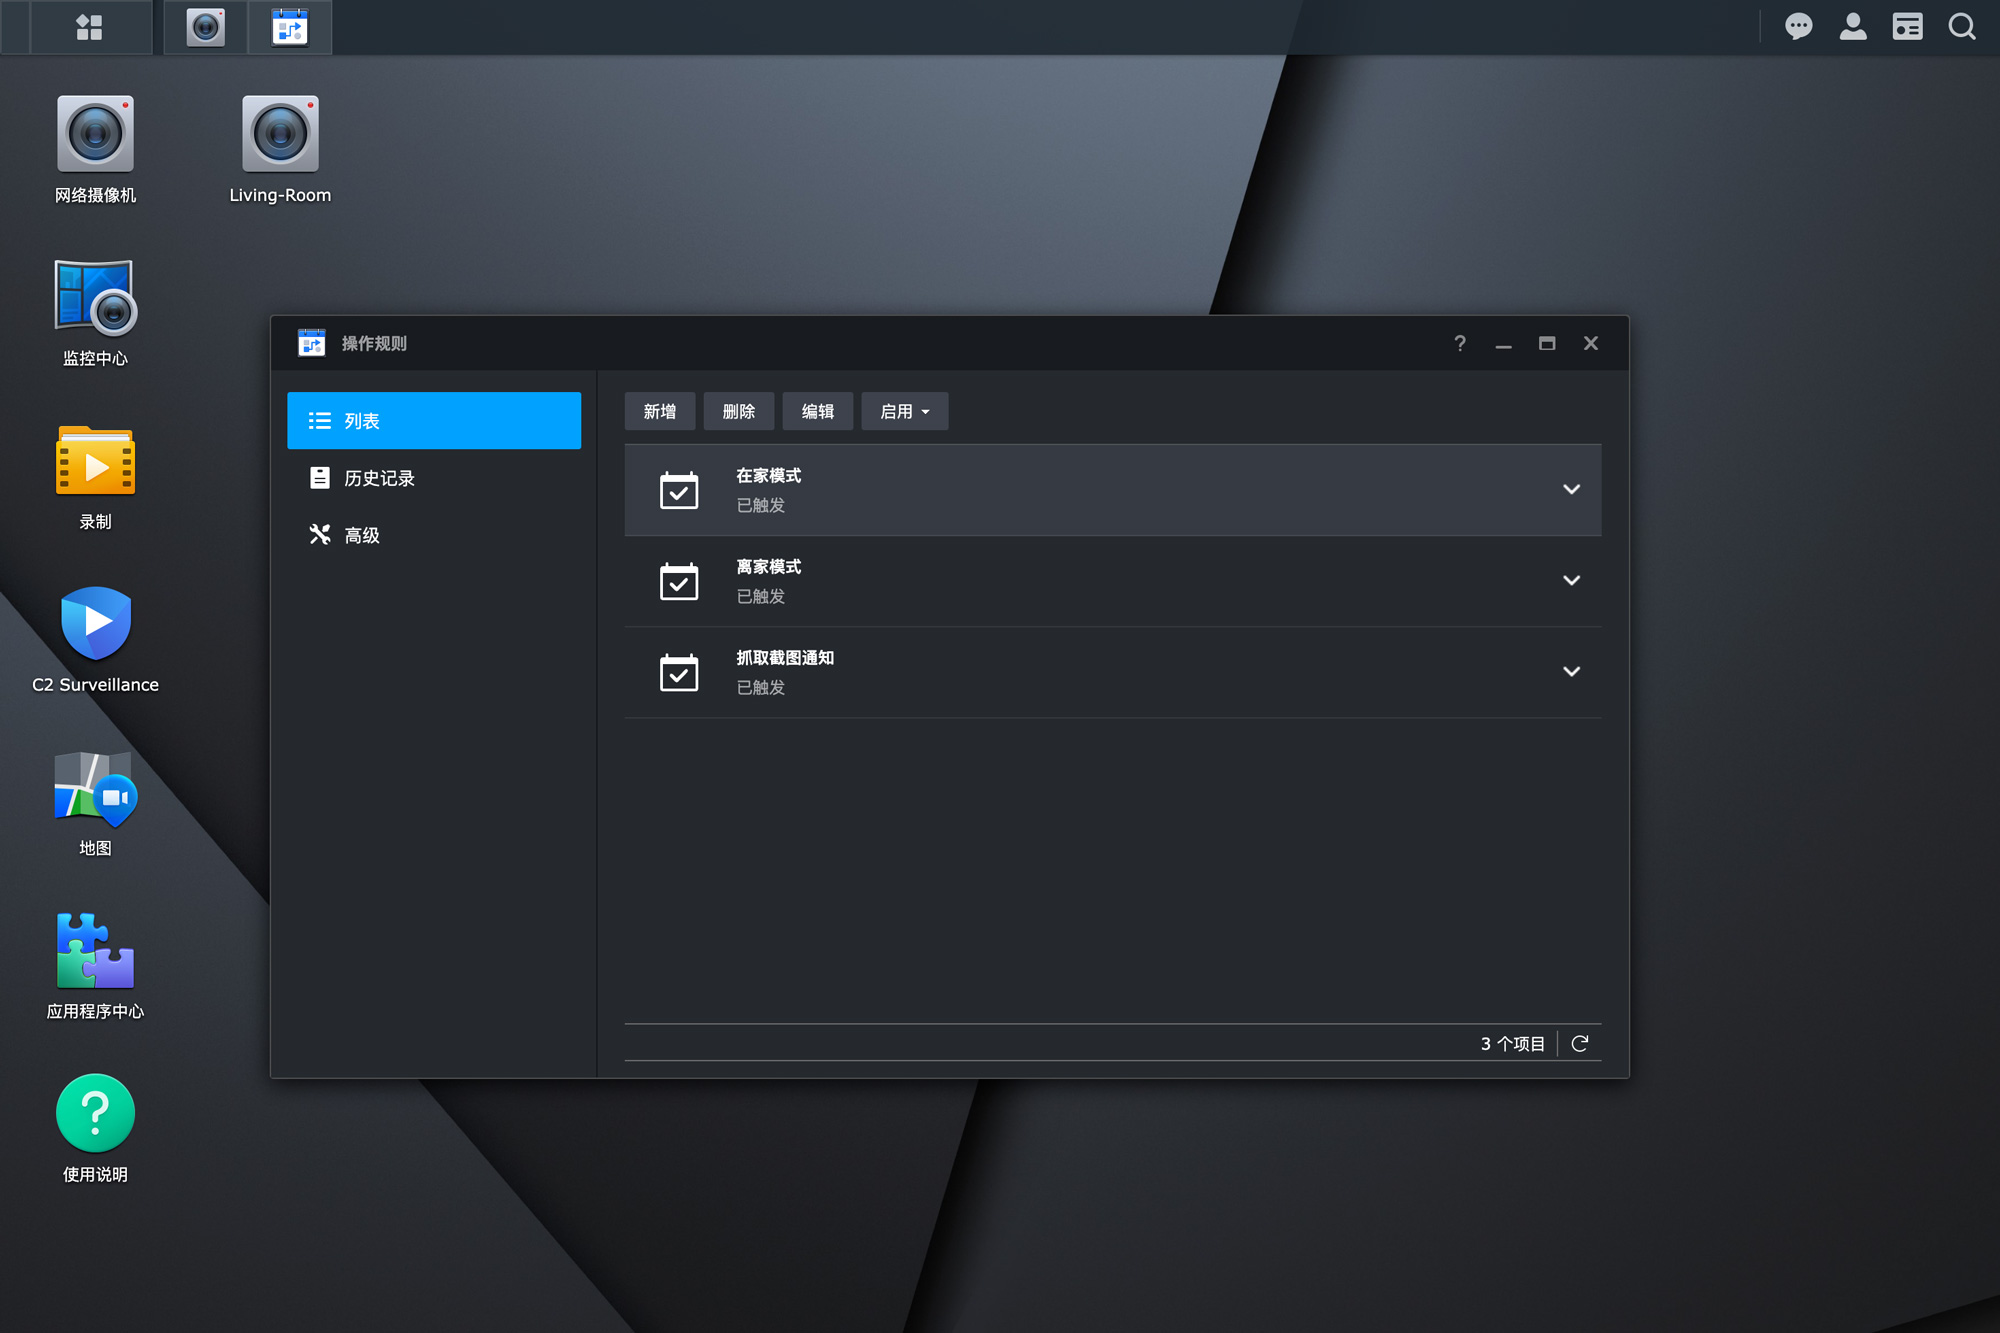 网络摄像机
Living-Room
监控中心
录制
C2 Surveillance
地图
应用程序中心
使用说明
操作规则
列表
历史记录
高级
新增
删除
编辑
启用
在家模式
已触发
离家模式
已触发
抓取截图通知
已触发
3 个项目